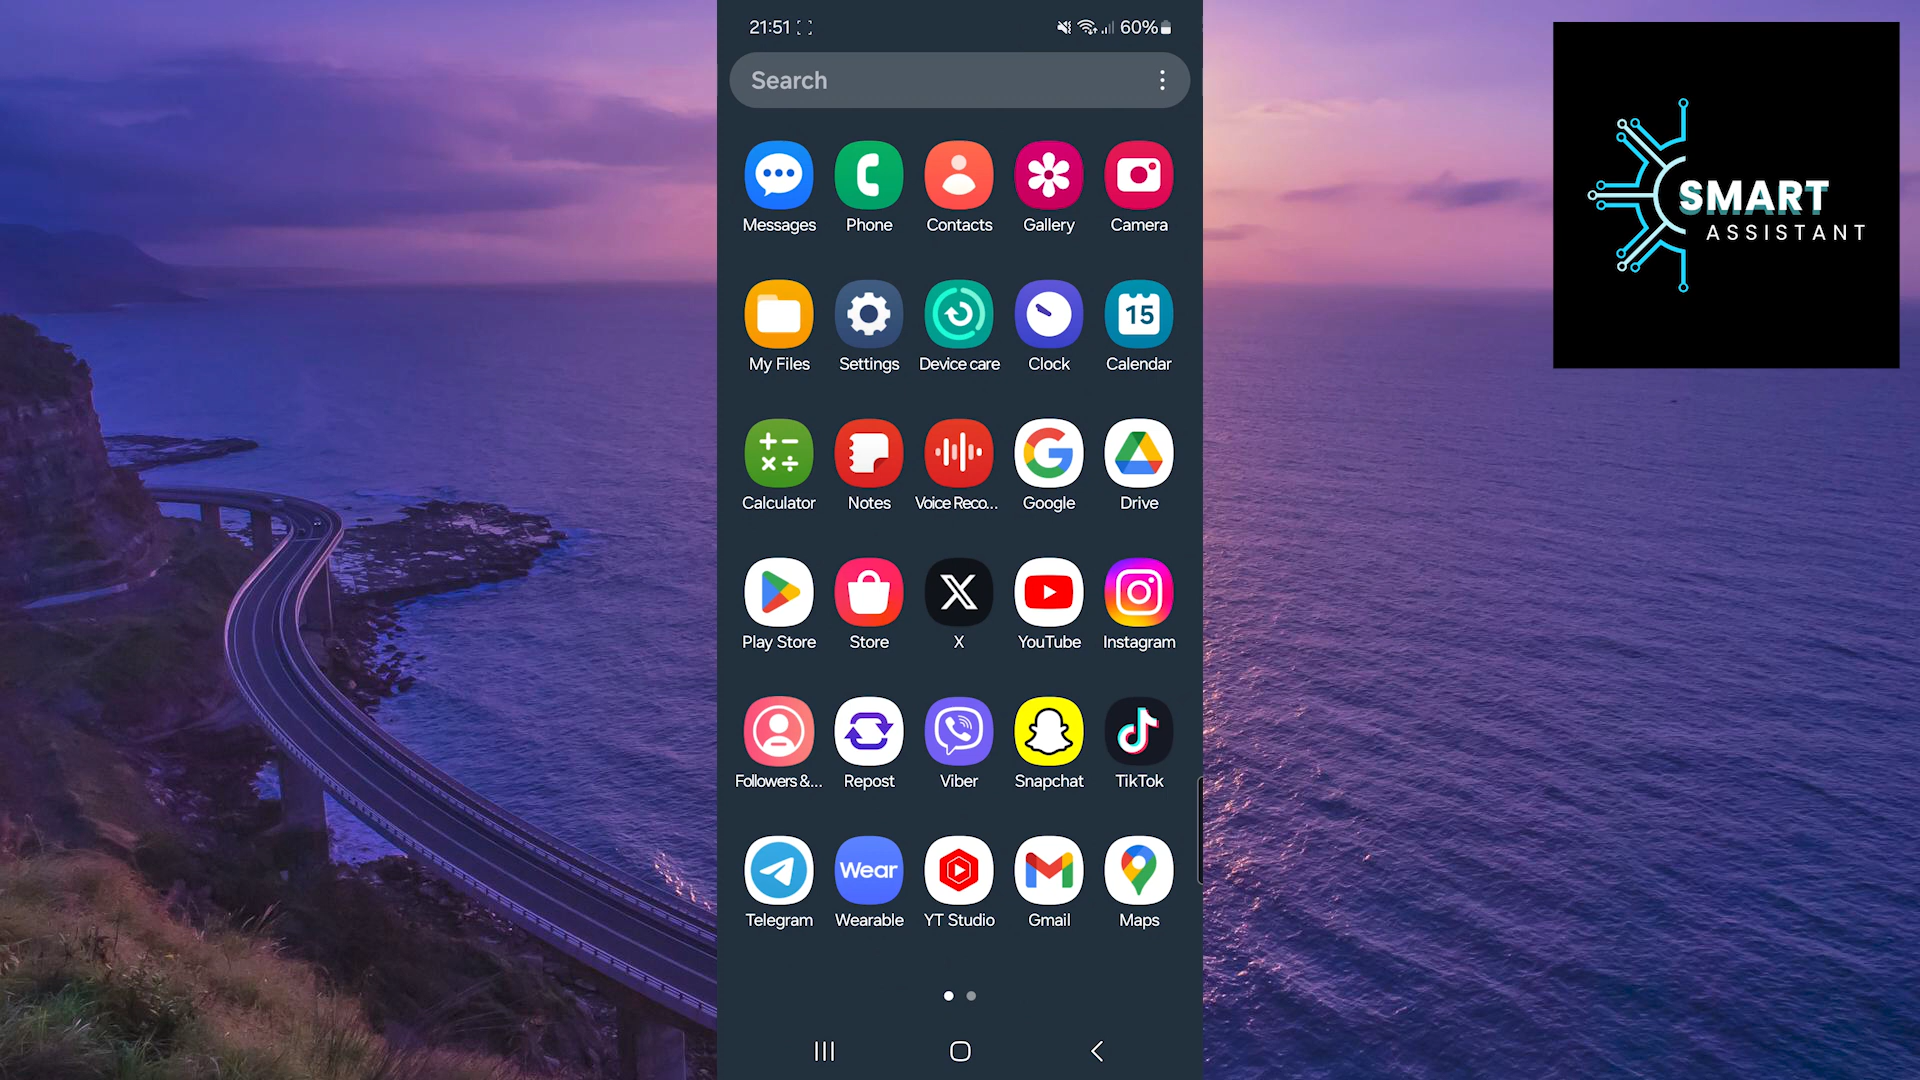 21:51
60%
Search
Messages Phone Contacts Gallery Camera
15
My Files Settings Device care Clock Calendar
Calculator Notes Voice Reco... Google Drive
Play Store Store X YouTube Instagram
Followers &... Repost Viber Snapchat TikTok
Wear
Telegram Wearable YT Studio Gmail Maps
SMART
ASSISTANT